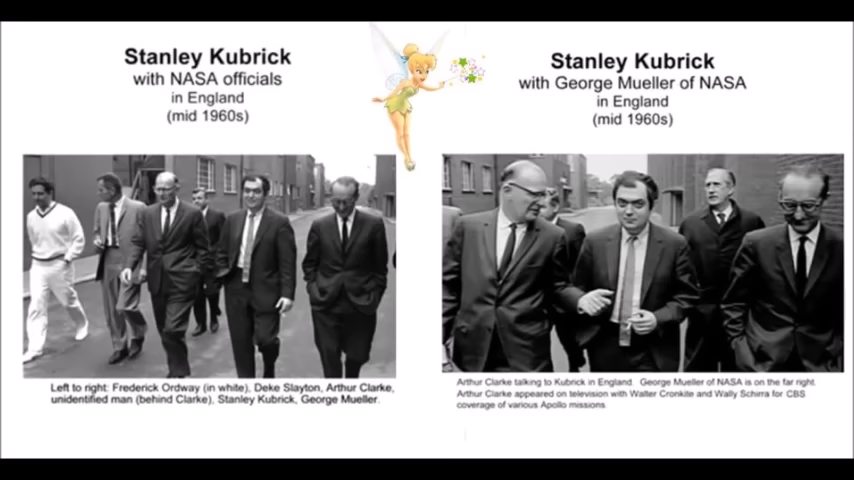 Stanley Kubrick
with NASA officials
in England
(mid 1960s)
Left to right: Frederick Ordway (in white), Deke Slayton, Arthur Clarke,
unidentified man (behind Clarke), Stanley Kubrick, George Mueller.
Stanley Kubrick
with George Mueller of NASA
in England
(mid 1960s)
Arthur Clarke talking to Kubrick in England. George Mueller of NASA is on the far right.
Arthur Clarke appeared on television with Walter Cronkite and Wally Schirra for CBS
coverage of various Apollo missions.